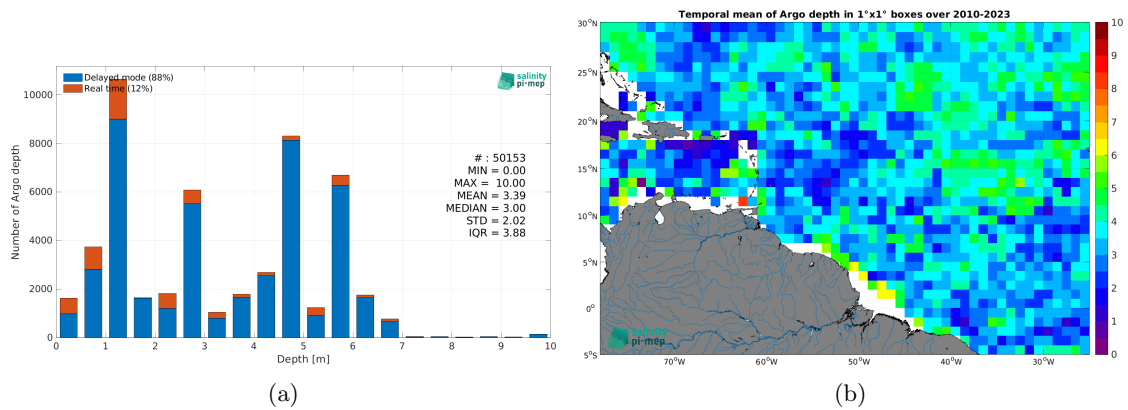 Delayed mode (88%)
Real time (12%)
salinity
pi-mep
# : 50153
MIN = 0.00
MAX = 10.00
MEAN = 3.39
MEDIAN = 3.00
STD = 2.02
IQR = 3.88
Number of Argo depth
10000
8000
6000
4000
2000
0
0 1 2 3 4 5 6 7 8 9 10
Depth [m]
(a)
Temporal mean of Argo depth in 1°x1° boxes over 2010-2023
30°N
25°N
20°N
15°N
10°N
5°N
0°
5°S
70°W 60°W 50°W 40°W 30°W
salinity
pi-mep
10
9
8
7
6
5
4
3
2
1
0
(b)